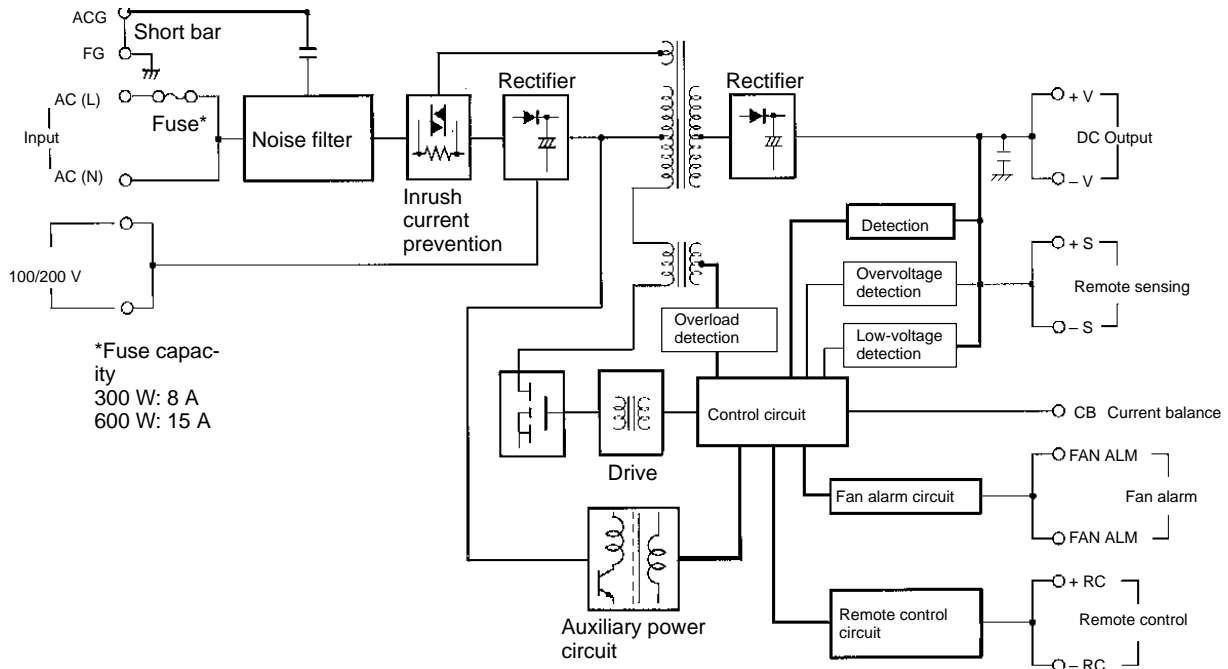 ACG
Short bar
FG
AC (L)
Fuse*
Input
AC (N)
Noise filter
Inrush
current
prevention
Rectifier
Rectifier
+ V
DC Output
– V
100/200 V
*Fuse capac-
ity
300 W: 8 A
600 W: 15 A
Detection
Overvoltage
detection
Low-voltage
detection
+ S
Remote sensing
– S
Overload
detection
Control circuit
CB Current balance
Drive
Fan alarm circuit
FAN ALM
Fan alarm
FAN ALM
Auxiliary power
circuit
Remote control
circuit
+ RC
Remote control
– RC